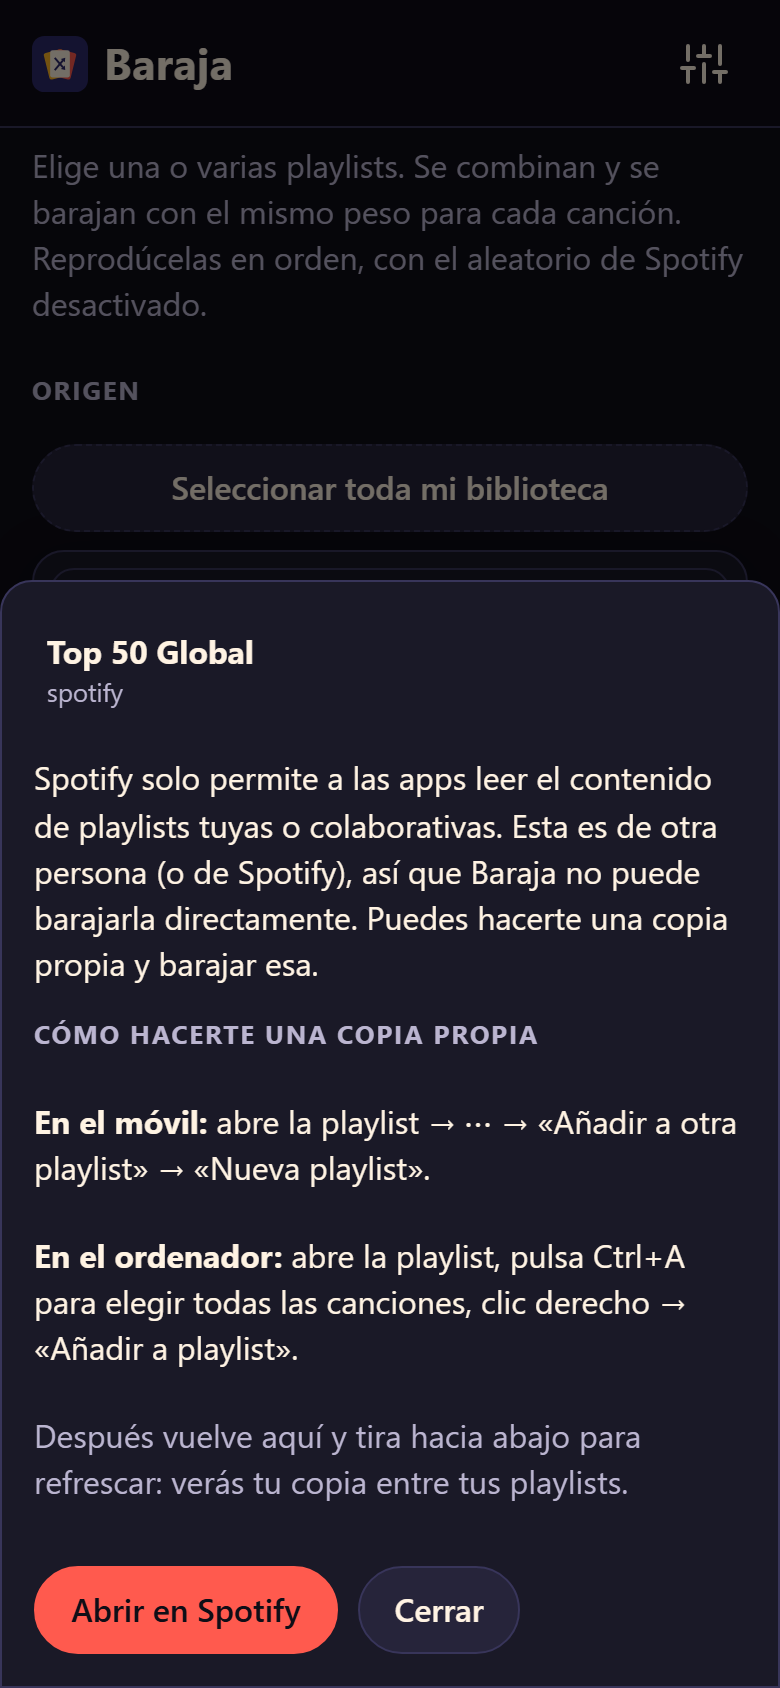 Baraja
Elige una o varias playlists. Se combinan y se
barajan con el mismo peso para cada canción.
Reprodúcelas en orden, con el aleatorio de Spotify
desactivado.
ORIGEN
Seleccionar toda mi biblioteca
Top 50 Global
spotify
Spotify solo permite a las apps leer el contenido
de playlists tuyas o colaborativas. Esta es de otra
persona (o de Spotify), así que Baraja no puede
barajarla directamente. Puedes hacerte una copia
propia y barajar esa.
CÓMO HACERTE UNA COPIA PROPIA
En el móvil: abre la playlist → ··· → «Añadir a otra
playlist» → «Nueva playlist».
En el ordenador: abre la playlist, pulsa Ctrl+A
para elegir todas las canciones, clic derecho →
«Añadir a playlist».
Después vuelve aquí y tira hacia abajo para
refrescar: verás tu copia entre tus playlists.
Abrir en Spotify
Cerrar